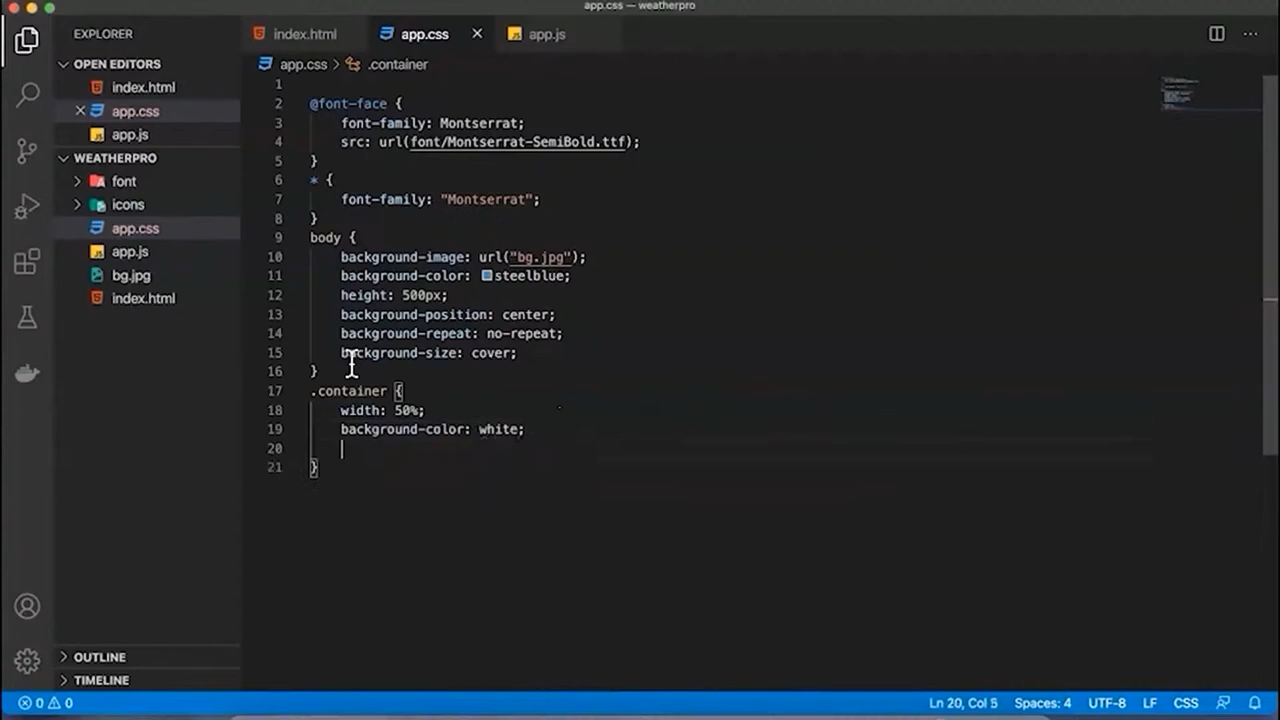 app.css — weatherpro
EXPLORER
index.html
app.css
app.js
OPEN EDITORS
index.html
app.css
app.js
WEATHERPRO
font
icons
app.css
app.js
bg.jpg
index.html
OUTLINE
TIMELINE
app.css > .container
1
2 @font-face {
3 font-family: Montserrat;
4 src: url(font/Montserrat-SemiBold.ttf);
5 }
6 * {
7 font-family: "Montserrat";
8 }
9 body {
10 background-image: url("bg.jpg");
11 background-color: steelblue;
12 height: 500px;
13 background-position: center;
14 background-repeat: no-repeat;
15 background-size: cover;
16 }
17 .container {
18 width: 50%;
19 background-color: white;
20
21 }
0 0
Ln 20, Col 5 Spaces: 4 UTF-8 LF CSS